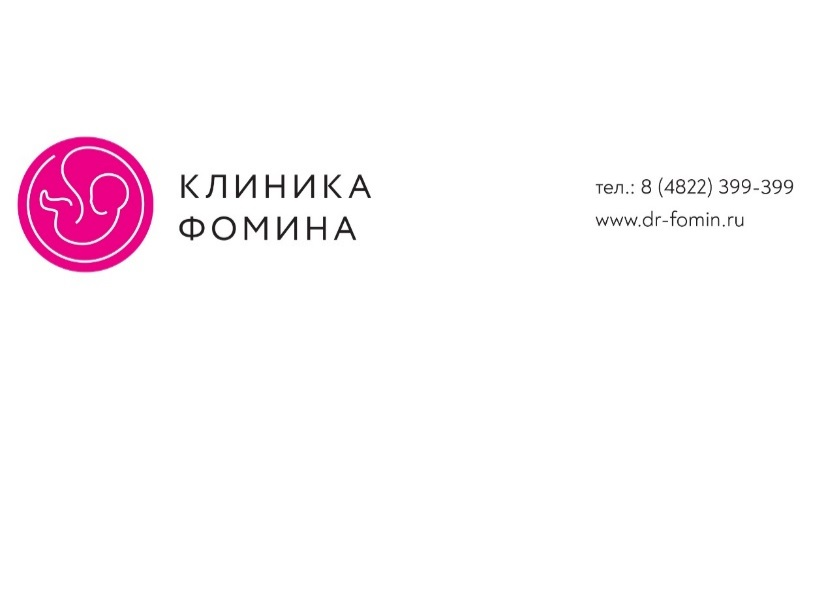 КЛИНИКА
ФОМИНА
тел.: 8 (4822) 399-399
www.dr-fomin.ru